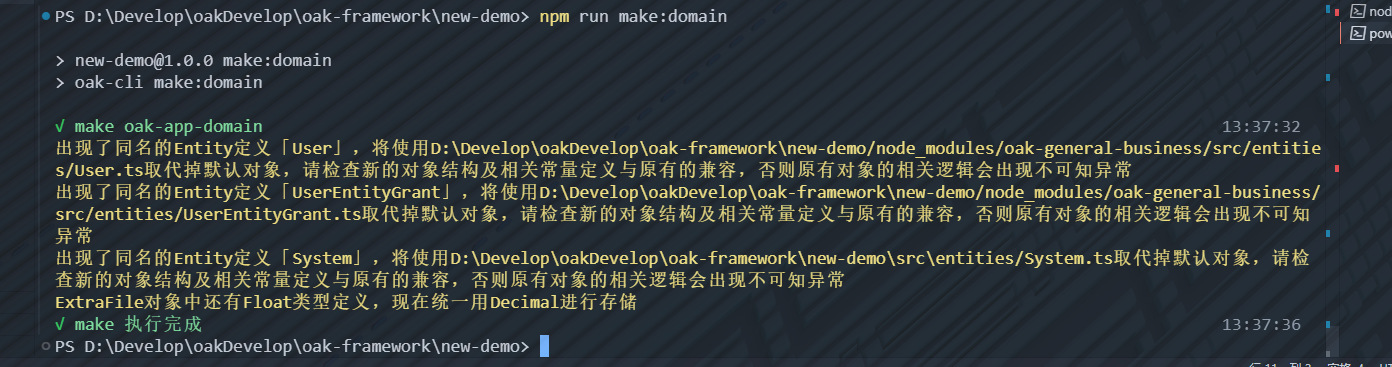 PS D:\Develop\oakDevelop\oak-framework\new-demo> npm run make:domain
> new-demo@1.0.0 make:domain
> oak-cli make:domain
√ make oak-app-domain 13:37:32
出现了同名的Entity定义「User」，将使用D:\Develop\oakDevelop\oak-framework\new-demo/node_modules/oak-general-business/src/entitie
s/User.ts取代掉默认对象，请检查新的对象结构及相关常量定义与原有的兼容，否则原有对象的相关逻辑会出现不可知异常
出现了同名的Entity定义「UserEntityGrant」，将使用D:\Develop\oakDevelop\oak-framework\new-demo/node_modules/oak-general-business/
src/entities/UserEntityGrant.ts取代掉默认对象，请检查新的对象结构及相关常量定义与原有的兼容，否则原有对象的相关逻辑会出现不可知
异常
出现了同名的Entity定义「System」，将使用D:\Develop\oakDevelop\oak-framework\new-demo\src\entities/System.ts取代掉默认对象，请检
查新的对象结构及相关常量定义与原有的兼容，否则原有对象的相关逻辑会出现不可知异常
ExtraFile对象中还有Float类型定义，现在统一用Decimal进行存储
√ make 执行完成 13:37:36
PS D:\Develop\oakDevelop\oak-framework\new-demo>
nod
pow